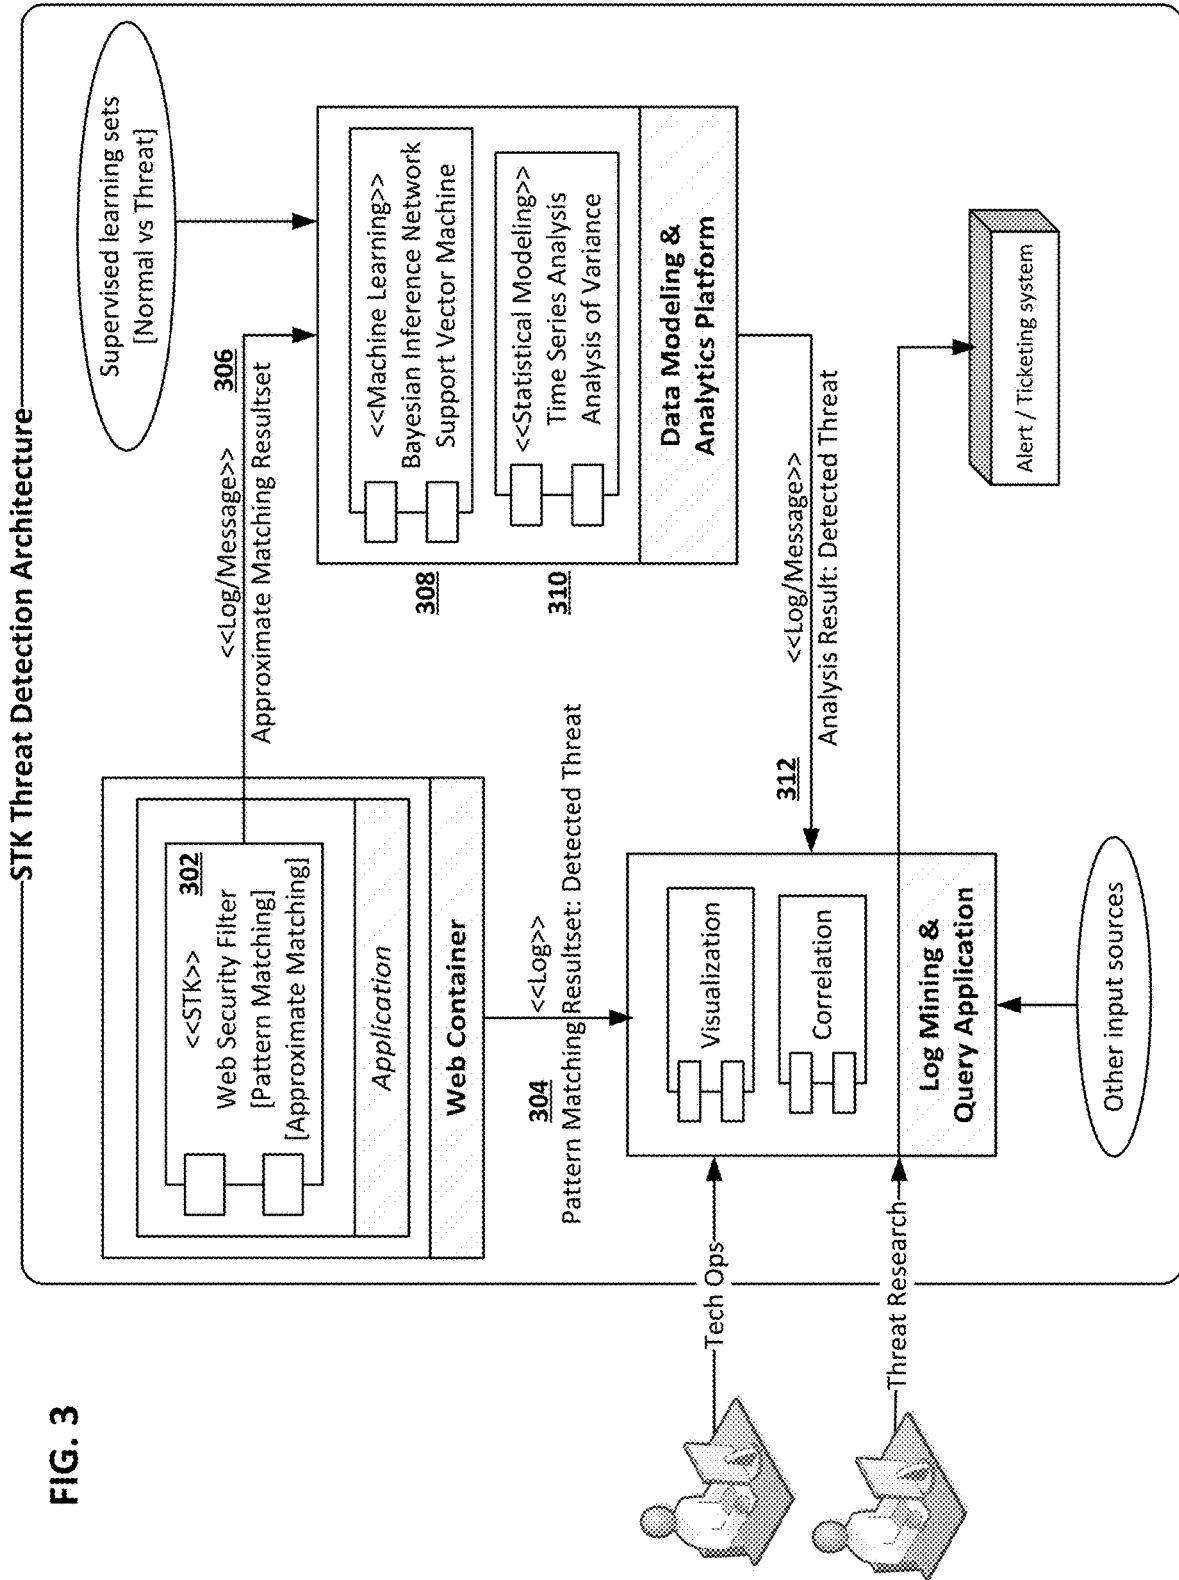 FIG. 3
STK Threat Detection Architecture
<<STK>>
302
Web Security Filter
[Pattern Matching]
[Approximate Matching]
Application
Web Container
<<Log/Message>>
306
Approximate Matching Resultset
Supervised learning sets
[Normal vs Threat]
<<Machine Learning>>
Bayesian Inference Network
Support Vector Machine
308
<<Statistical Modeling>>
Time Series Analysis
Analysis of Variance
310
Data Modeling &
Analytics Platform
<<Log>>
304
Pattern Matching Resultset: Detected Threat
<<Log/Message>>
312
Analysis Result: Detected Threat
Tech Ops
Threat Research
Visualization
Correlation
Log Mining &
Query Application
Other input sources
Alert / Ticketing system